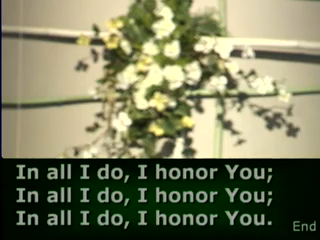 In all I do, I honor You;
In all I do, I honor You;
In all I do, I honor You.
End